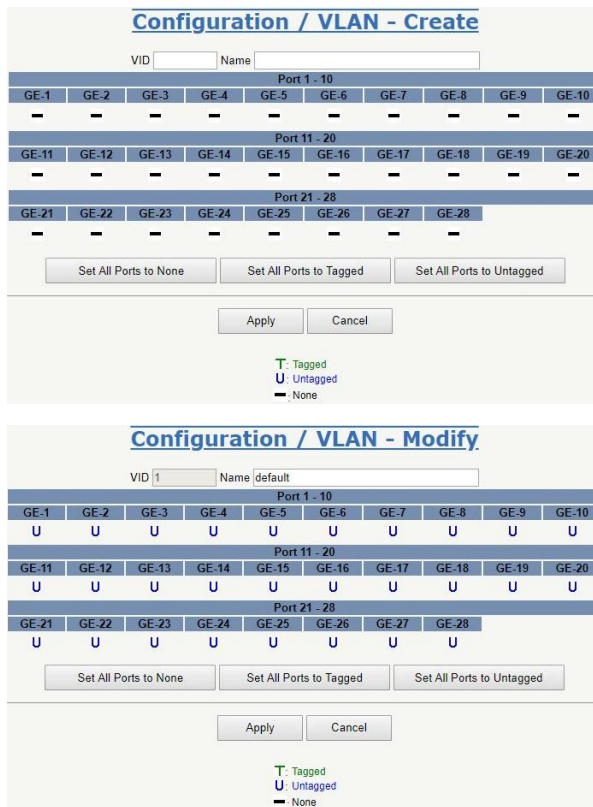 Configuration / VLAN - Create
VID Name
Port 1 - 10
GE-1 GE-2 GE-3 GE-4 GE-5 GE-6 GE-7 GE-8 GE-9 GE-10
Port 11 - 20
GE-11 GE-12 GE-13 GE-14 GE-15 GE-16 GE-17 GE-18 GE-19 GE-20
Port 21 - 28
GE-21 GE-22 GE-23 GE-24 GE-25 GE-26 GE-27 GE-28
Set All Ports to None Set All Ports to Tagged Set All Ports to Untagged
Apply Cancel
T: Tagged
U: Untagged
–: None
Configuration / VLAN - Modify
VID 1 Name default
Port 1 - 10
GE-1 GE-2 GE-3 GE-4 GE-5 GE-6 GE-7 GE-8 GE-9 GE-10
U U U U U U U U U U
Port 11 - 20
GE-11 GE-12 GE-13 GE-14 GE-15 GE-16 GE-17 GE-18 GE-19 GE-20
U U U U U U U U U U
Port 21 - 28
GE-21 GE-22 GE-23 GE-24 GE-25 GE-26 GE-27 GE-28
U U U U U U U U
Set All Ports to None Set All Ports to Tagged Set All Ports to Untagged
Apply Cancel
T: Tagged
U: Untagged
–: None